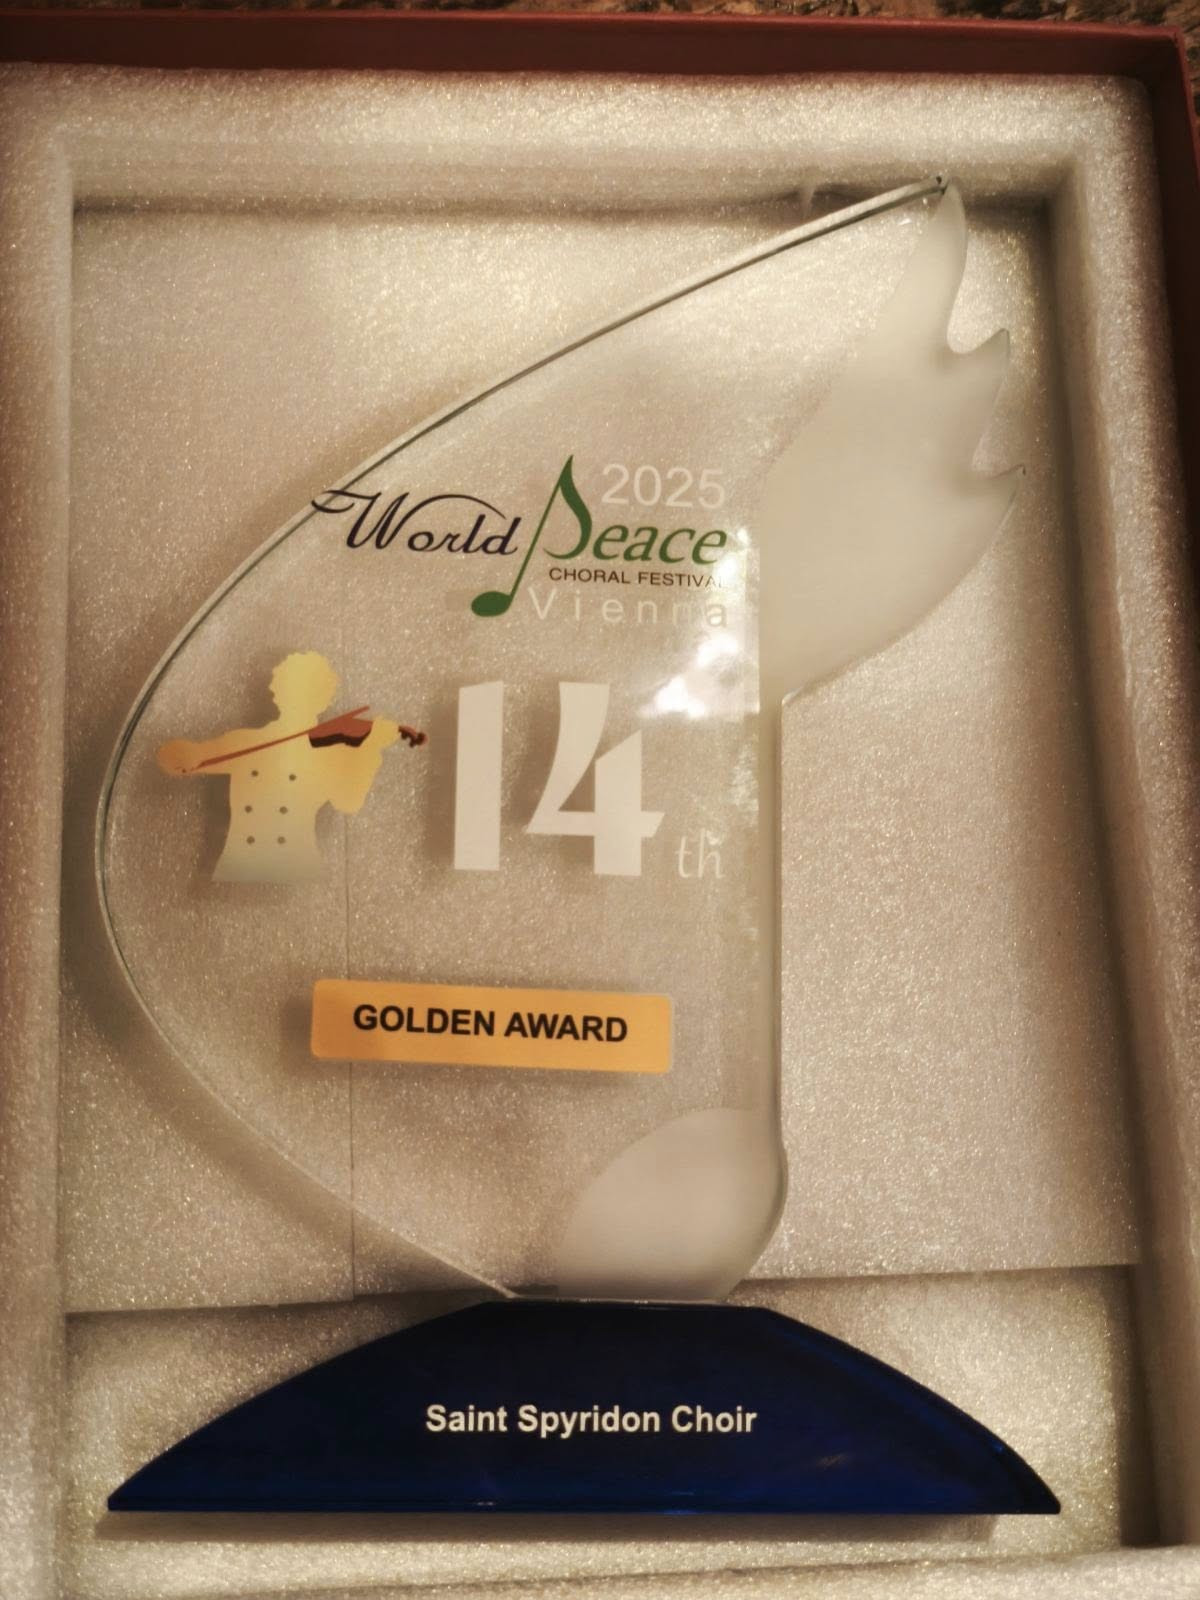 2025
World Peace
CHORAL FESTIVAL
Vienna
14th
GOLDEN AWARD
Saint Spyridon Choir